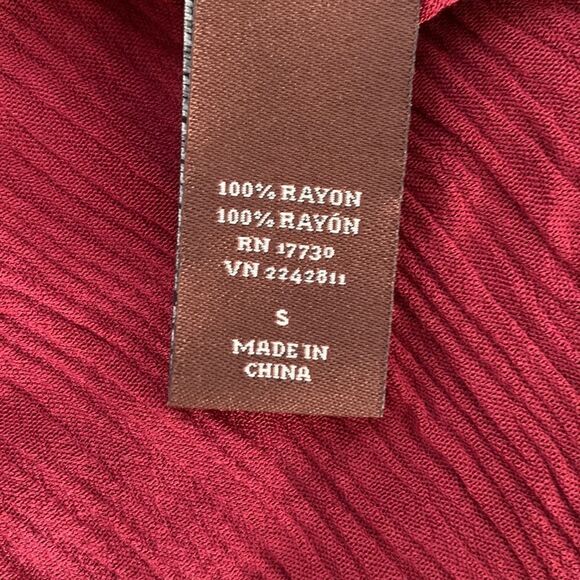 100% RAYON
100% RAYÓN
RN 17730
VN 2242811
S
MADE IN
CHINA